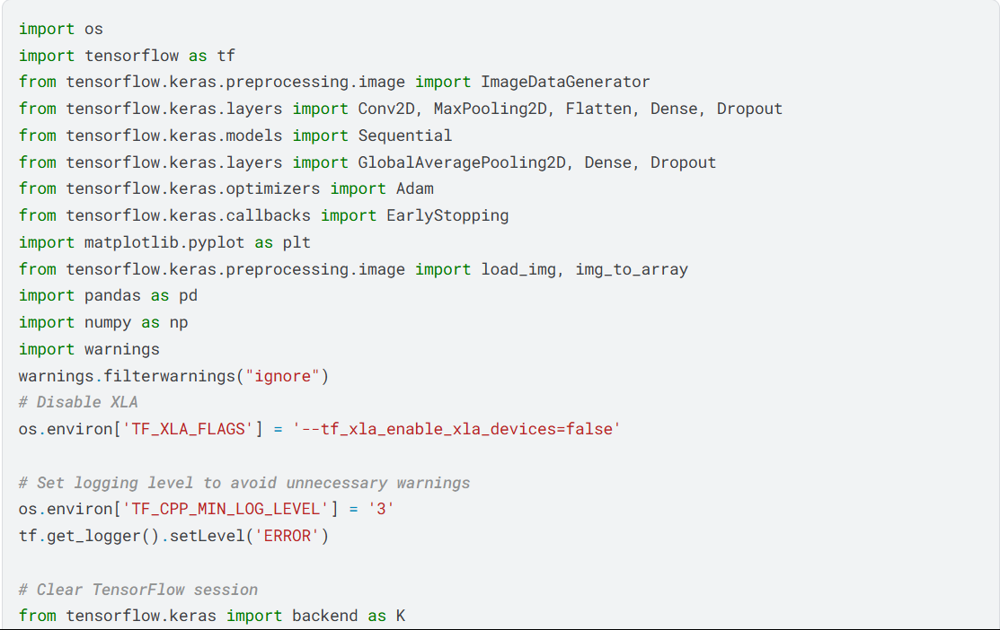 import os
import tensorflow as tf
from tensorflow.keras.preprocessing.image import ImageDataGenerator
from tensorflow.keras.layers import Conv2D, MaxPooling2D, Flatten, Dense, Dropout
from tensorflow.keras.models import Sequential
from tensorflow.keras.layers import GlobalAveragePooling2D, Dense, Dropout
from tensorflow.keras.optimizers import Adam
from tensorflow.keras.callbacks import EarlyStopping
import matplotlib.pyplot as plt
from tensorflow.keras.preprocessing.image import load_img, img_to_array
import pandas as pd
import numpy as np
import warnings
warnings.filterwarnings("ignore")
# Disable XLA
os.environ['TF_XLA_FLAGS'] = '--tf_xla_enable_xla_devices=false'
# Set logging level to avoid unnecessary warnings
os.environ['TF_CPP_MIN_LOG_LEVEL'] = '3'
tf.get_logger().setLevel('ERROR')
# Clear TensorFlow session
from tensorflow.keras import backend as K